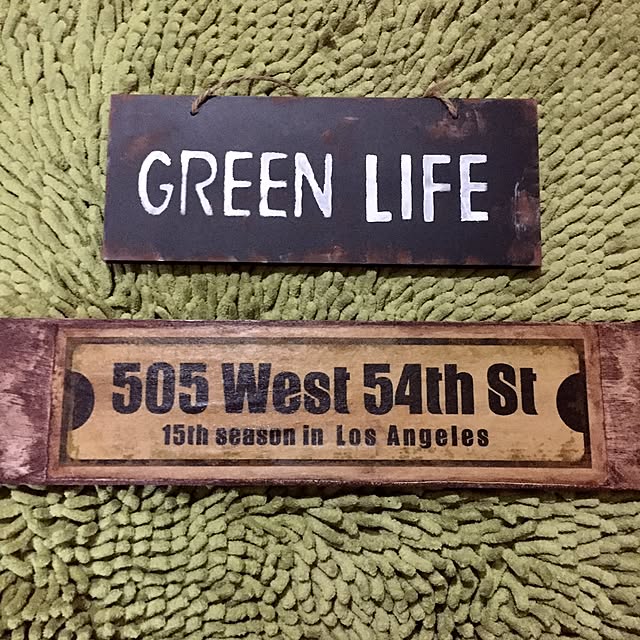 GREEN LIFE
505 West 54th St
15th season in Los Angeles